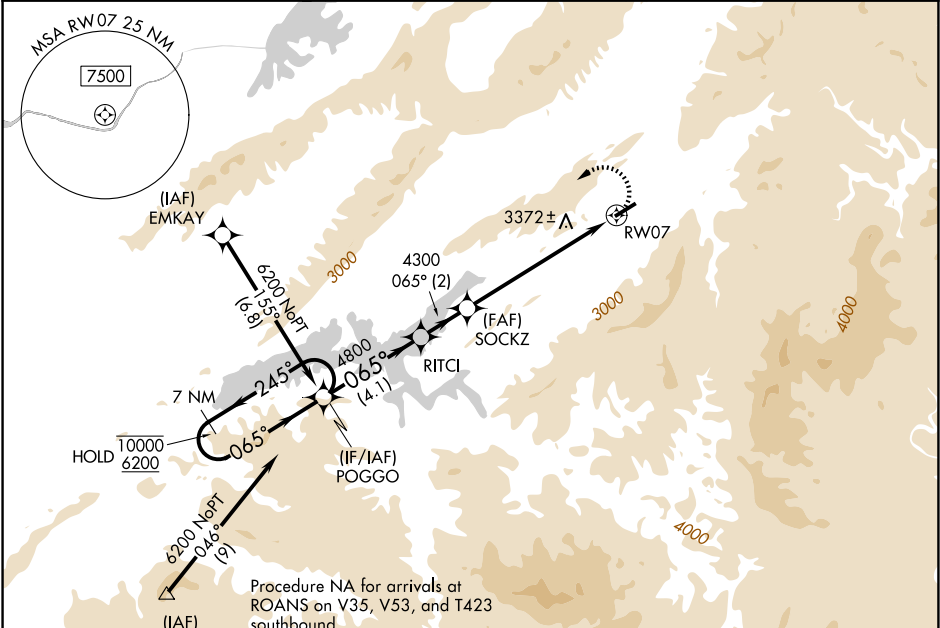 MSA RW07 25 NM
7500
(IAF)
EMKAY
6200 NoPT
155°
(6.8)
3000
3372±
RW07
4300
065° (2)
(FAF)
SOCKZ
3000
4000
RITCI
4800
065°
(4.1)
245°
7 NM
065°
HOLD
10000
6200
(IF/IAF)
POGGO
4000
6200 NoPT
046°
(9)
(IAF)
Procedure NA for arrivals at
ROANS on V35, V53, and T423
southbound